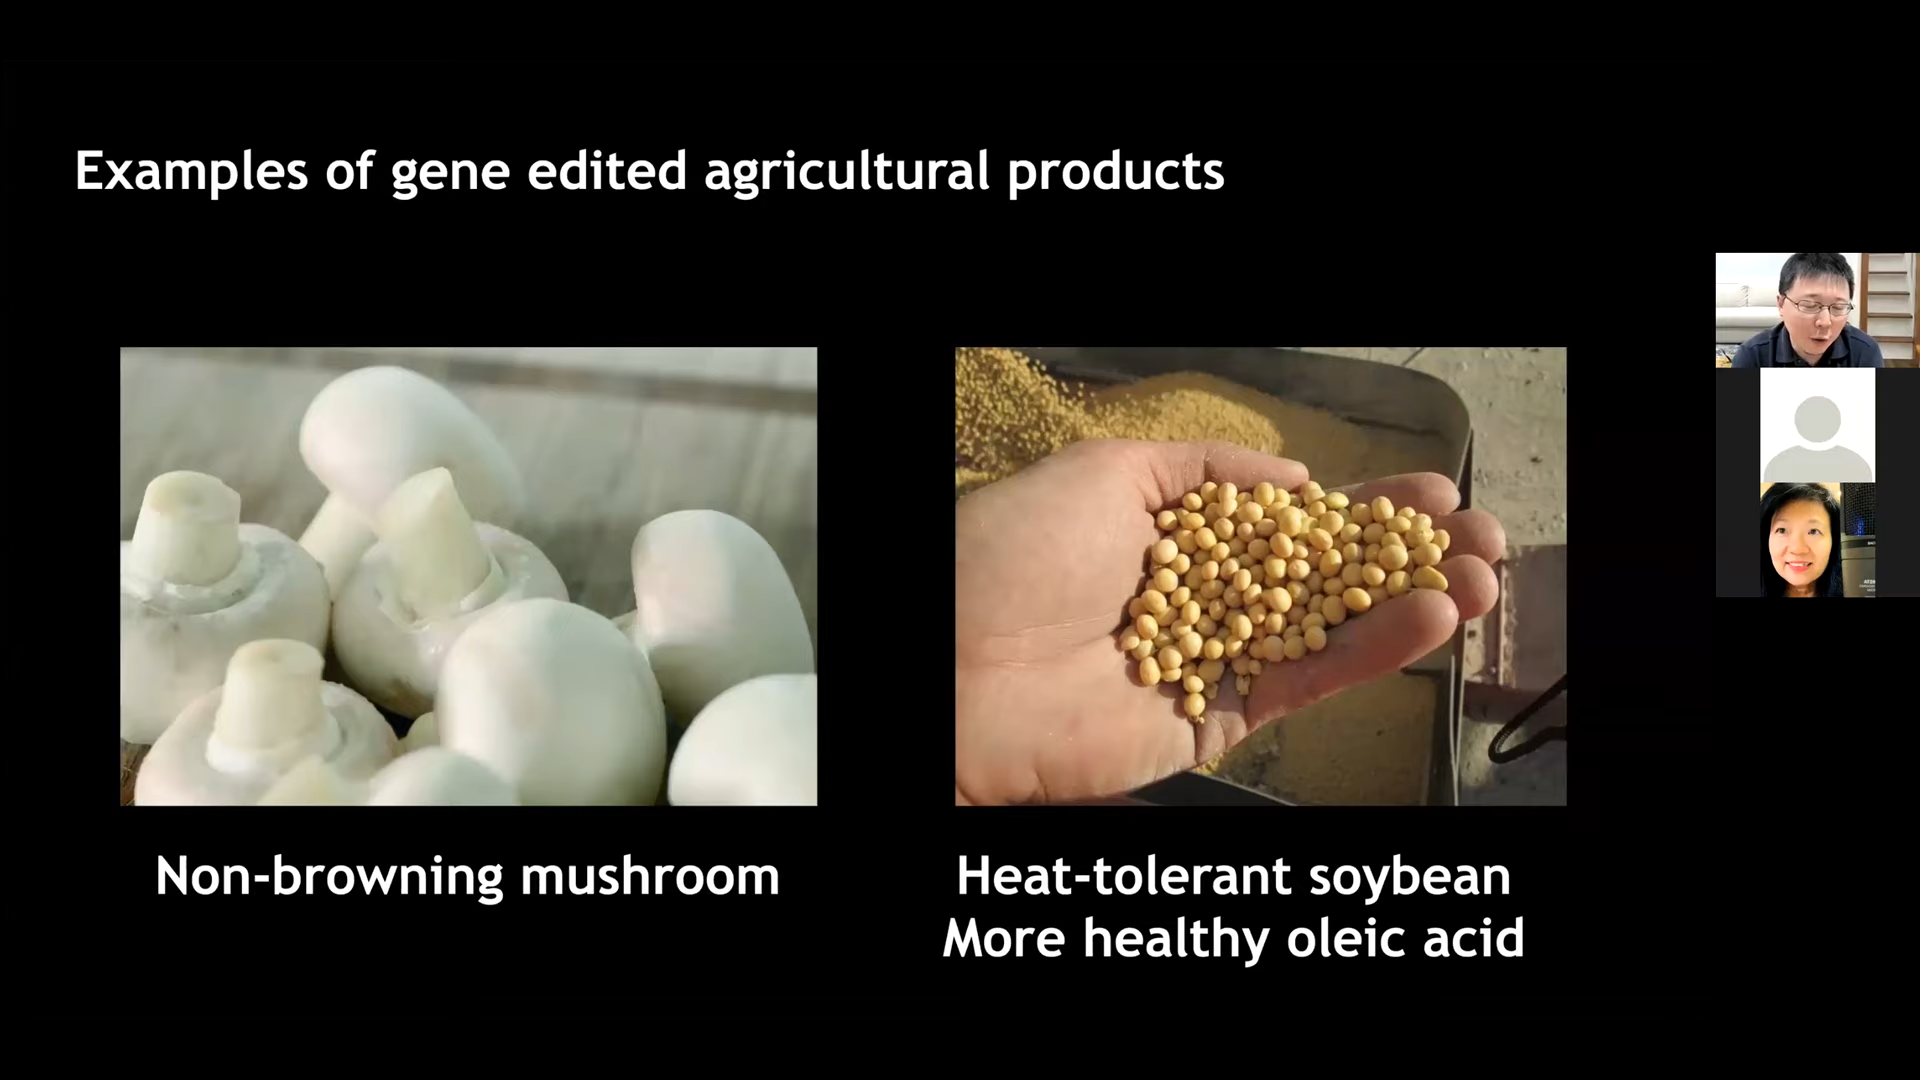 Examples of gene edited agricultural products
Non-browning mushroom
Heat-tolerant soybean
More healthy oleic acid